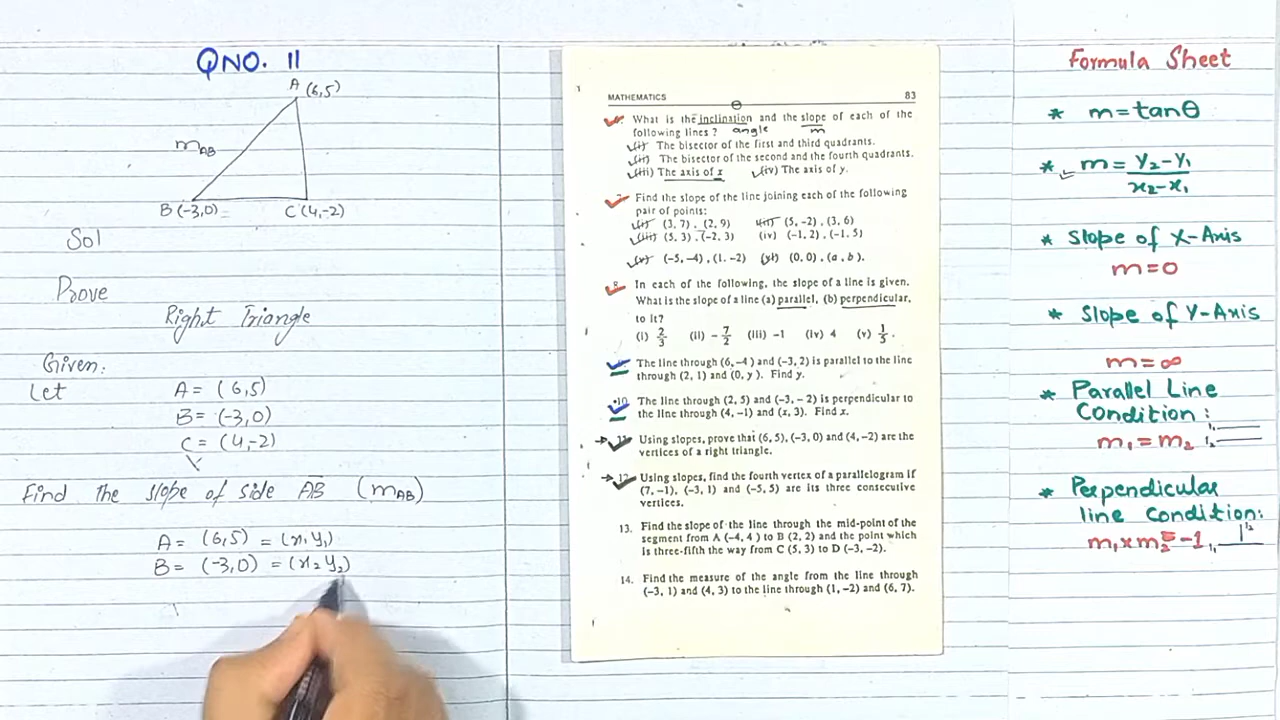 QNO. 11
A (6,5)
mAB
B (-3,0)
C (4,-2)
Sol
Prove
Right Triangle
Given:
Let
A = (6,5)
B = (-3,0)
C = (4,-2)
Find the slope of side AB (mAB)
A = (6,5) = (x, y₁)
B = (-3,0) = (x₂ y₂)
MATHEMATICS 83
θ
What is the inclination and the slope of each of the
following lines ? angle m
(i) The bisector of the first and third quadrants.
(ii) The bisector of the second and the fourth quadrants.
(iii) The axis of x (iv) The axis of y.
Find the slope of the line joining each of the following
pair of points:
(i) (3, 7) , (2, 9) (ii) (5, -2) , (3, 6)
(iii) (5, 3) , (-2, 3) (iv) (-1, 2) , (-1, 5)
(v) (-5, -4) , (1, -2) (vi) (0, 0) , (a , b).
8 In each of the following, the slope of a line is given.
What is the slope of a line (a) parallel, (b) perpendicular,
to it?
(i) 2/3 (ii) -7/2 (iii) -1 (iv) 4 (v) 1/5 .
The line through (6, -4) and (-3, 2) is parallel to the line
through (2, 1) and (0, y). Find y.
10 The line through (2, 5) and (-3, - 2) is perpendicular to
the line through (4, -1) and (x, 3). Find x.
11 Using slopes, prove that (6, 5), (-3, 0) and (4, -2) are the
vertices of a right triangle.
12 Using slopes, find the fourth vertex of a parallelogram if
(7, -1), (-3, 1) and (-5, 5) are its three consecutive
vertices.
13. Find the slope of the line through the mid-point of the
segment from A (-4, 4 ) to B (2, 2) and the point which
is three-fifth the way from C (5, 3) to D (-3, -2).
14. Find the measure of the angle from the line through
(-3, 1) and (4, 3) to the line through (1, -2) and (6, 7).
Formula Sheet
* m = tanθ
* m = y₂-y₁
x₂-x₁
* Slope of X-Axis
m=0
* Slope of Y-Axis
m=∞
* Parallel Line
Condition:
m₁ = m₂
* Perpendicular
line Condition:
m₁ x m₂ = -1